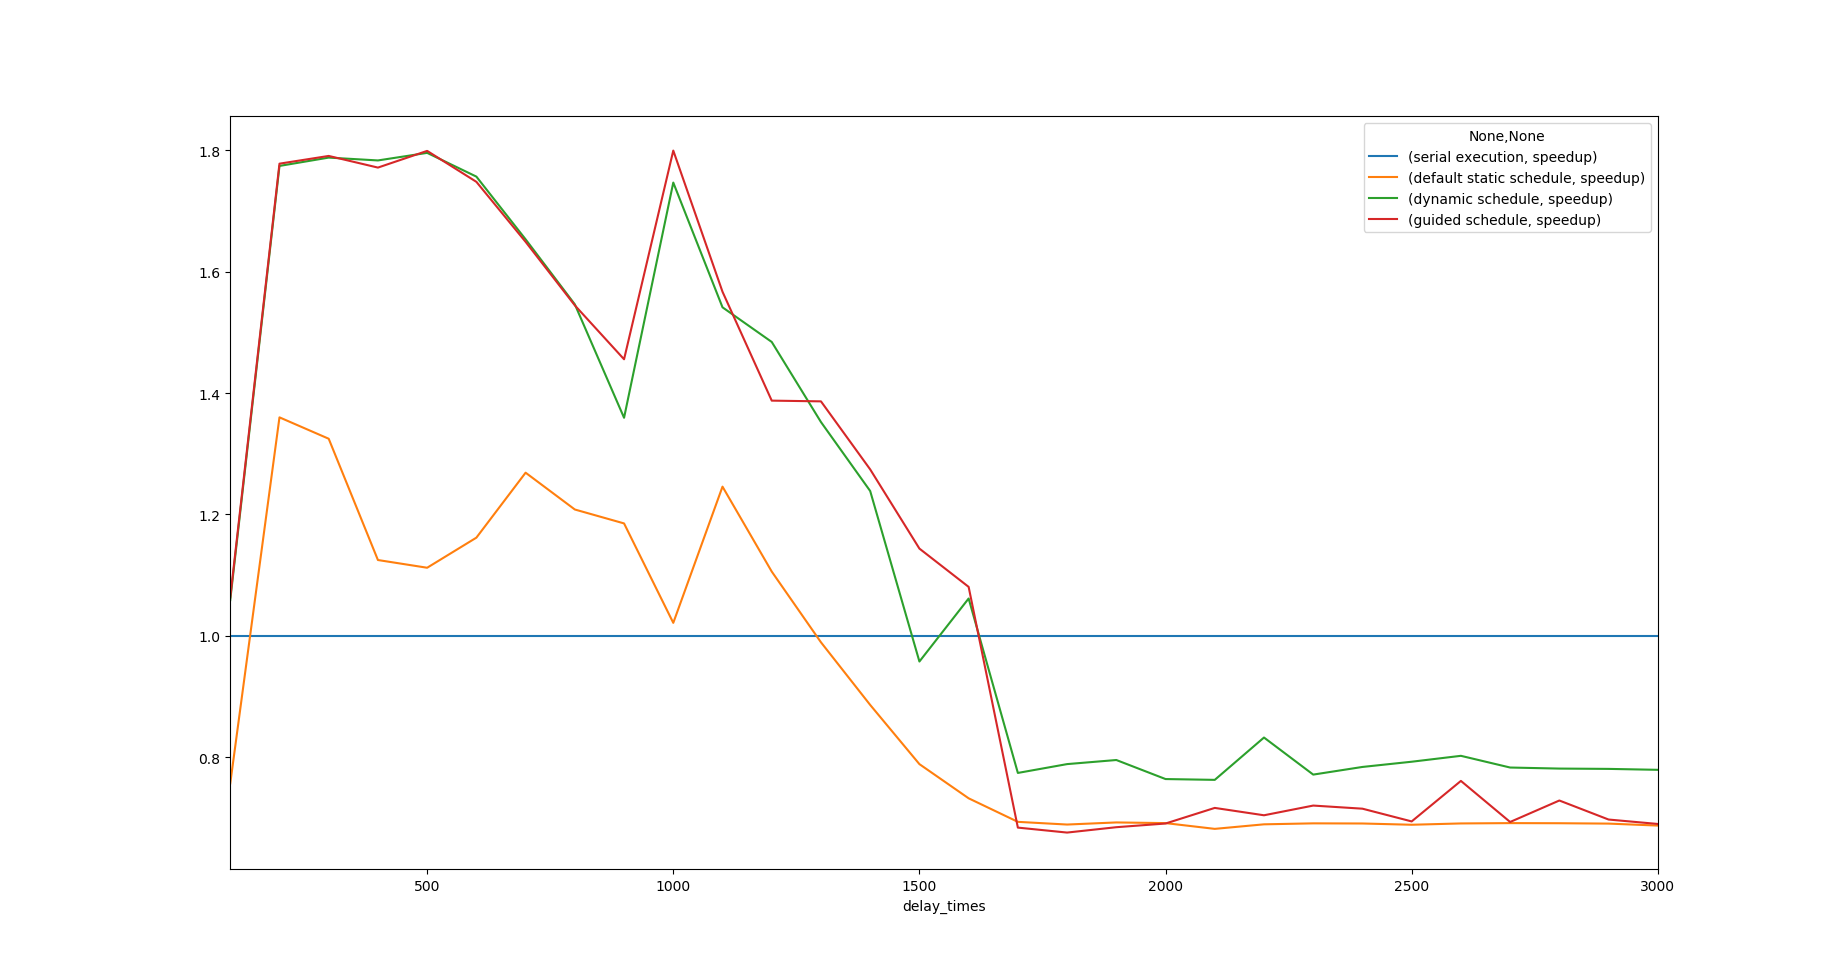 None,None
(serial execution, speedup)
(default static schedule, speedup)
(dynamic schedule, speedup)
(guided schedule, speedup)
1.8
1.6
1.4
1.2
1.0
0.8
500 1000 1500 2000 2500 3000
delay_times